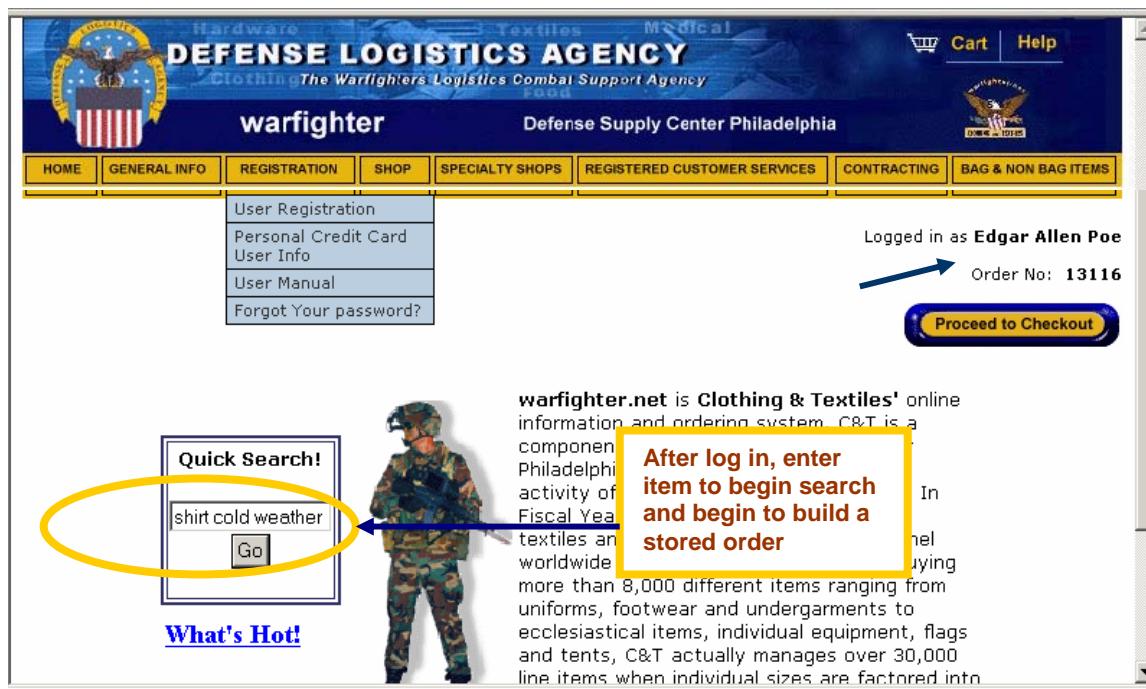 Hardware Textiles Medical
DEFENSE LOGISTICS AGENCY
Clothing The Warfighters Logistics Combat Support Agency
Food
Cart Help
warfighter Defense Supply Center Philadelphia
HOME GENERAL INFO REGISTRATION SHOP SPECIALTY SHOPS REGISTERED CUSTOMER SERVICES CONTRACTING BAG & NON BAG ITEMS
User Registration
Personal Credit Card
User Info
User Manual
Forgot Your password?
Logged in as Edgar Allen Poe
Order No: 13116
Proceed to Checkout
Quick Search!
shirt cold weather
Go
What's Hot!
warfighter.net is Clothing & Textiles' online
information and ordering system. C&T is a
activity of In
Fiscal
textiles
worldwide
more than 8,000 different items ranging from
uniforms, footwear and undergarments to
ecclesiastical items, individual equipment, flags
and tents, C&T actually manages over 30,000
line items when individual sizes are factored into
After log in, enter
item to begin search
and begin to build a
stored order